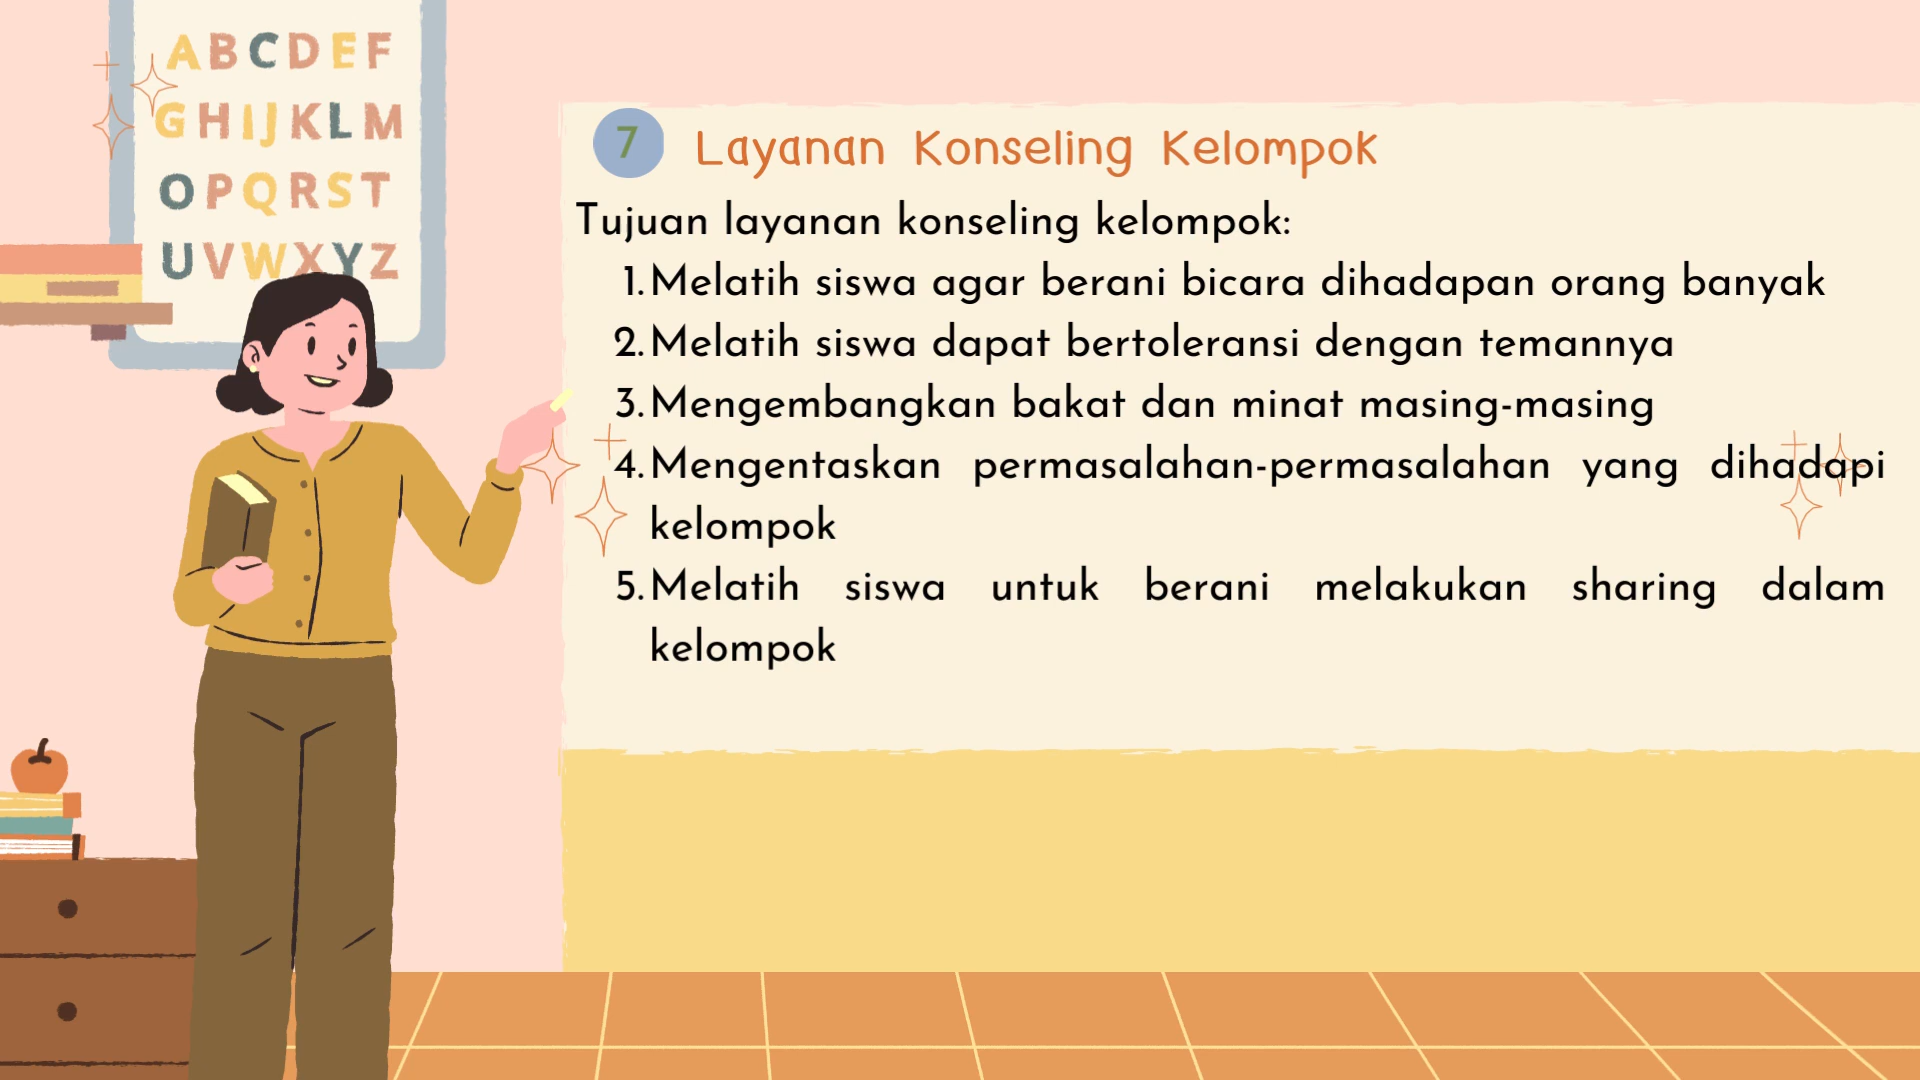 ABCDEF
GHIJKLM
OPQRST
UVWXYZ
7 Layanan Konseling Kelompok
Tujuan layanan konseling kelompok:
1. Melatih siswa agar berani bicara dihadapan orang banyak
2. Melatih siswa dapat bertoleransi dengan temannya
3. Mengembangkan bakat dan minat masing-masing
4. Mengentaskan permasalahan-permasalahan yang dihadapi
kelompok
5. Melatih siswa untuk berani melakukan sharing dalam
kelompok